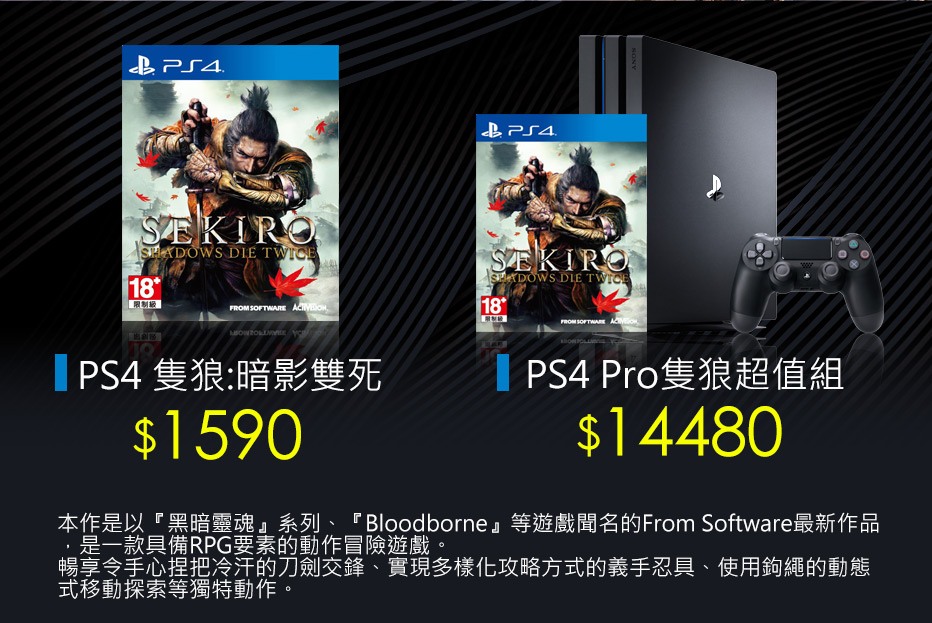 PS4
SEKIRO
SHADOWS DIE TWICE
18+
限制級
FROMSOFTWARE ACTIVISION
SONY
PS4
SEKIRO
SHADOWS DIE TWICE
18+
限制級
FROMSOFTWARE ACTIVISION
PS4 隻狼:暗影雙死
$1590
PS4 Pro隻狼超值組
$14480
本作是以『黑暗靈魂』系列、『Bloodborne』等遊戲聞名的From Software最新作品
，是一款具備RPG要素的動作冒險遊戲。
暢享令手心捏把冷汗的刀劍交鋒、實現多樣化攻略方式的義手忍具、使用鉤繩的動態
式移動探索等獨特動作。